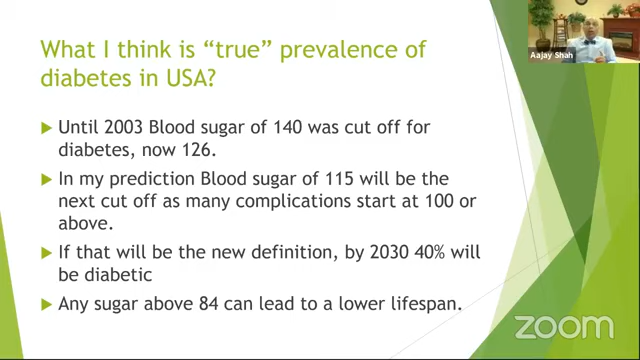 What I think is “true” prevalence of
diabetes in USA?
Aajay Shah
Until 2003 Blood sugar of 140 was cut off for
diabetes, now 126.
In my prediction Blood sugar of 115 will be the
next cut off as many complications start at 100 or
above.
If that will be the new definition, by 2030 40% will
be diabetic
Any sugar above 84 can lead to a lower lifespan.
zoom